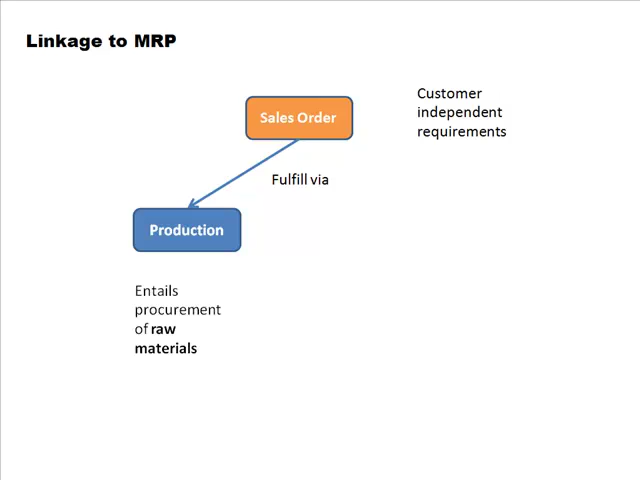 Linkage to MRP
Sales Order
Customer
independent
requirements
Fulfill via
Production
Entails
procurement
of raw
materials